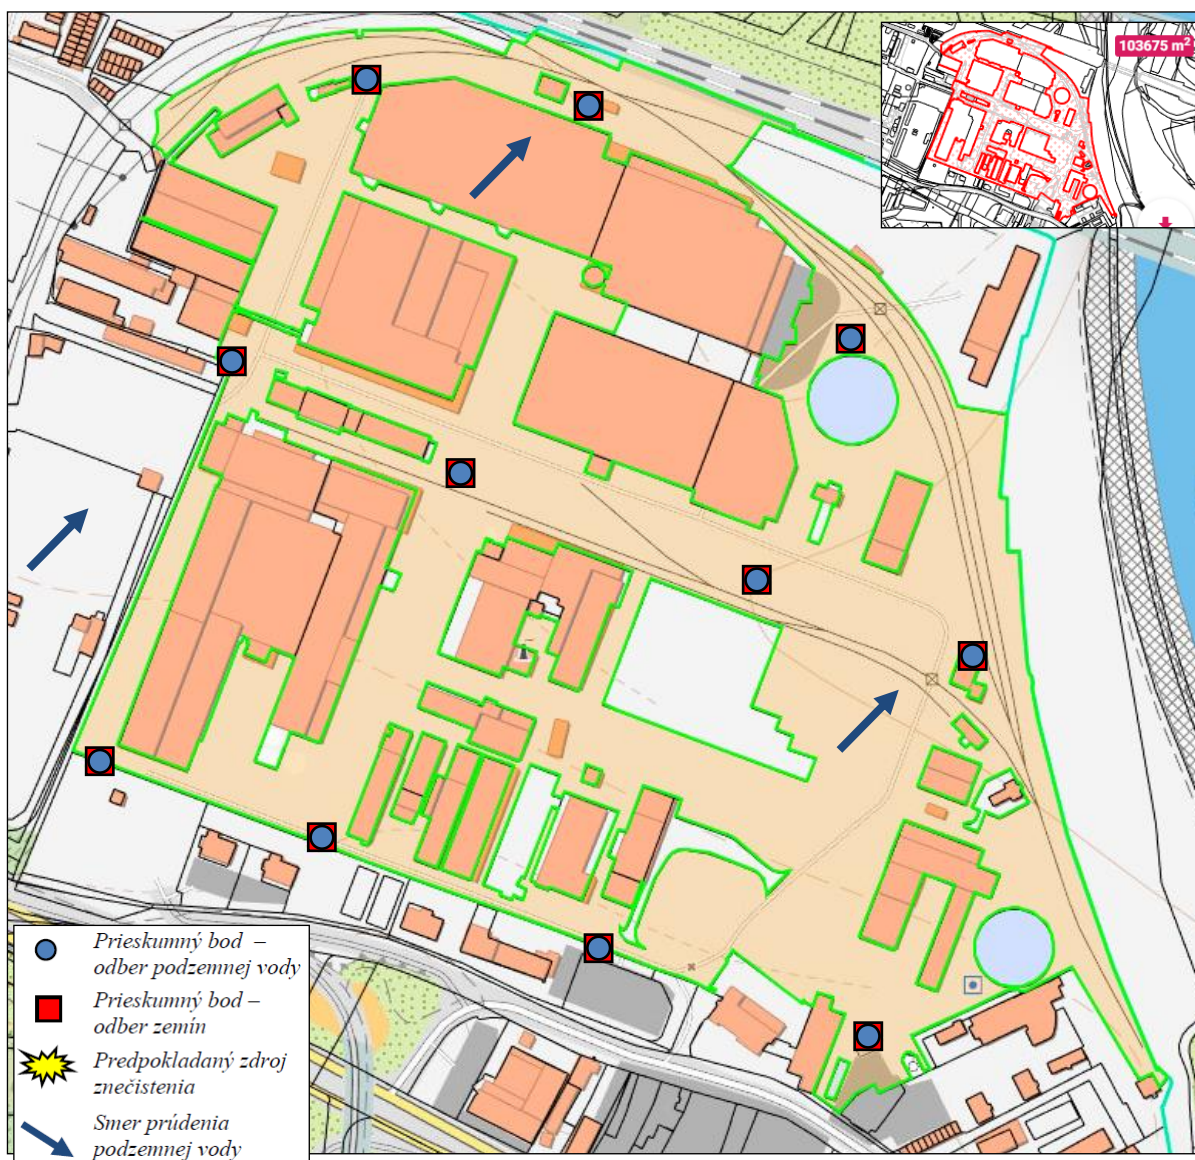 103675 m²
Prieskumný bod –
odber podzemnej vody
Prieskumný bod –
odber zemín
Predpokladaný zdroj
znečistenia
Smer prúdenia
podzemnej vody